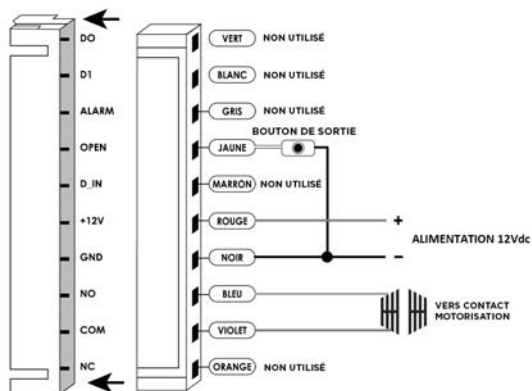 DO
D1
ALARM
OPEN
D_IN
+12V
GND
NO
COM
NC
VERT NON UTILISÉ
BLANC NON UTILISÉ
GRIS NON UTILISÉ
BOUTON DE SORTIE
JAUNE
MARRON NON UTILISÉ
ROUGE +
ALIMENTATION 12Vdc
NOIR −
BLEU
VERS CONTACT
MOTORISATION
VIOLET
ORANGE NON UTILISÉ